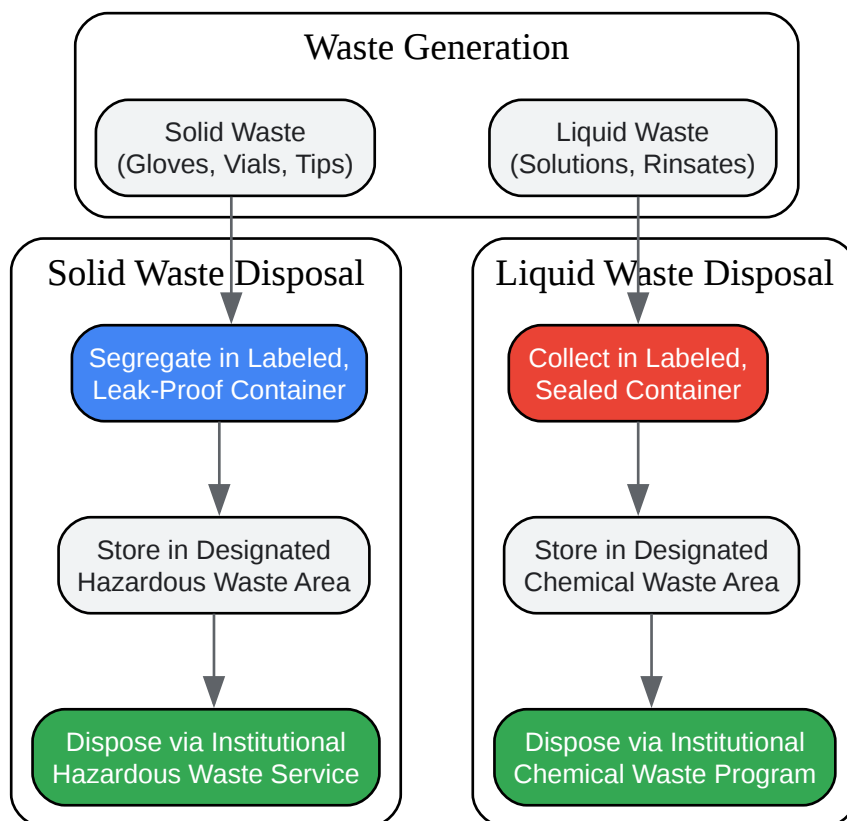 Waste Generation
Solid Waste
(Gloves, Vials, Tips)
Liquid Waste
(Solutions, Rinsates)
Solid Waste Disposal
Segregate in Labeled,
Leak-Proof Container
Store in Designated
Hazardous Waste Area
Dispose via Institutional
Hazardous Waste Service
Liquid Waste Disposal
Collect in Labeled,
Sealed Container
Store in Designated
Chemical Waste Area
Dispose via Institutional
Chemical Waste Program